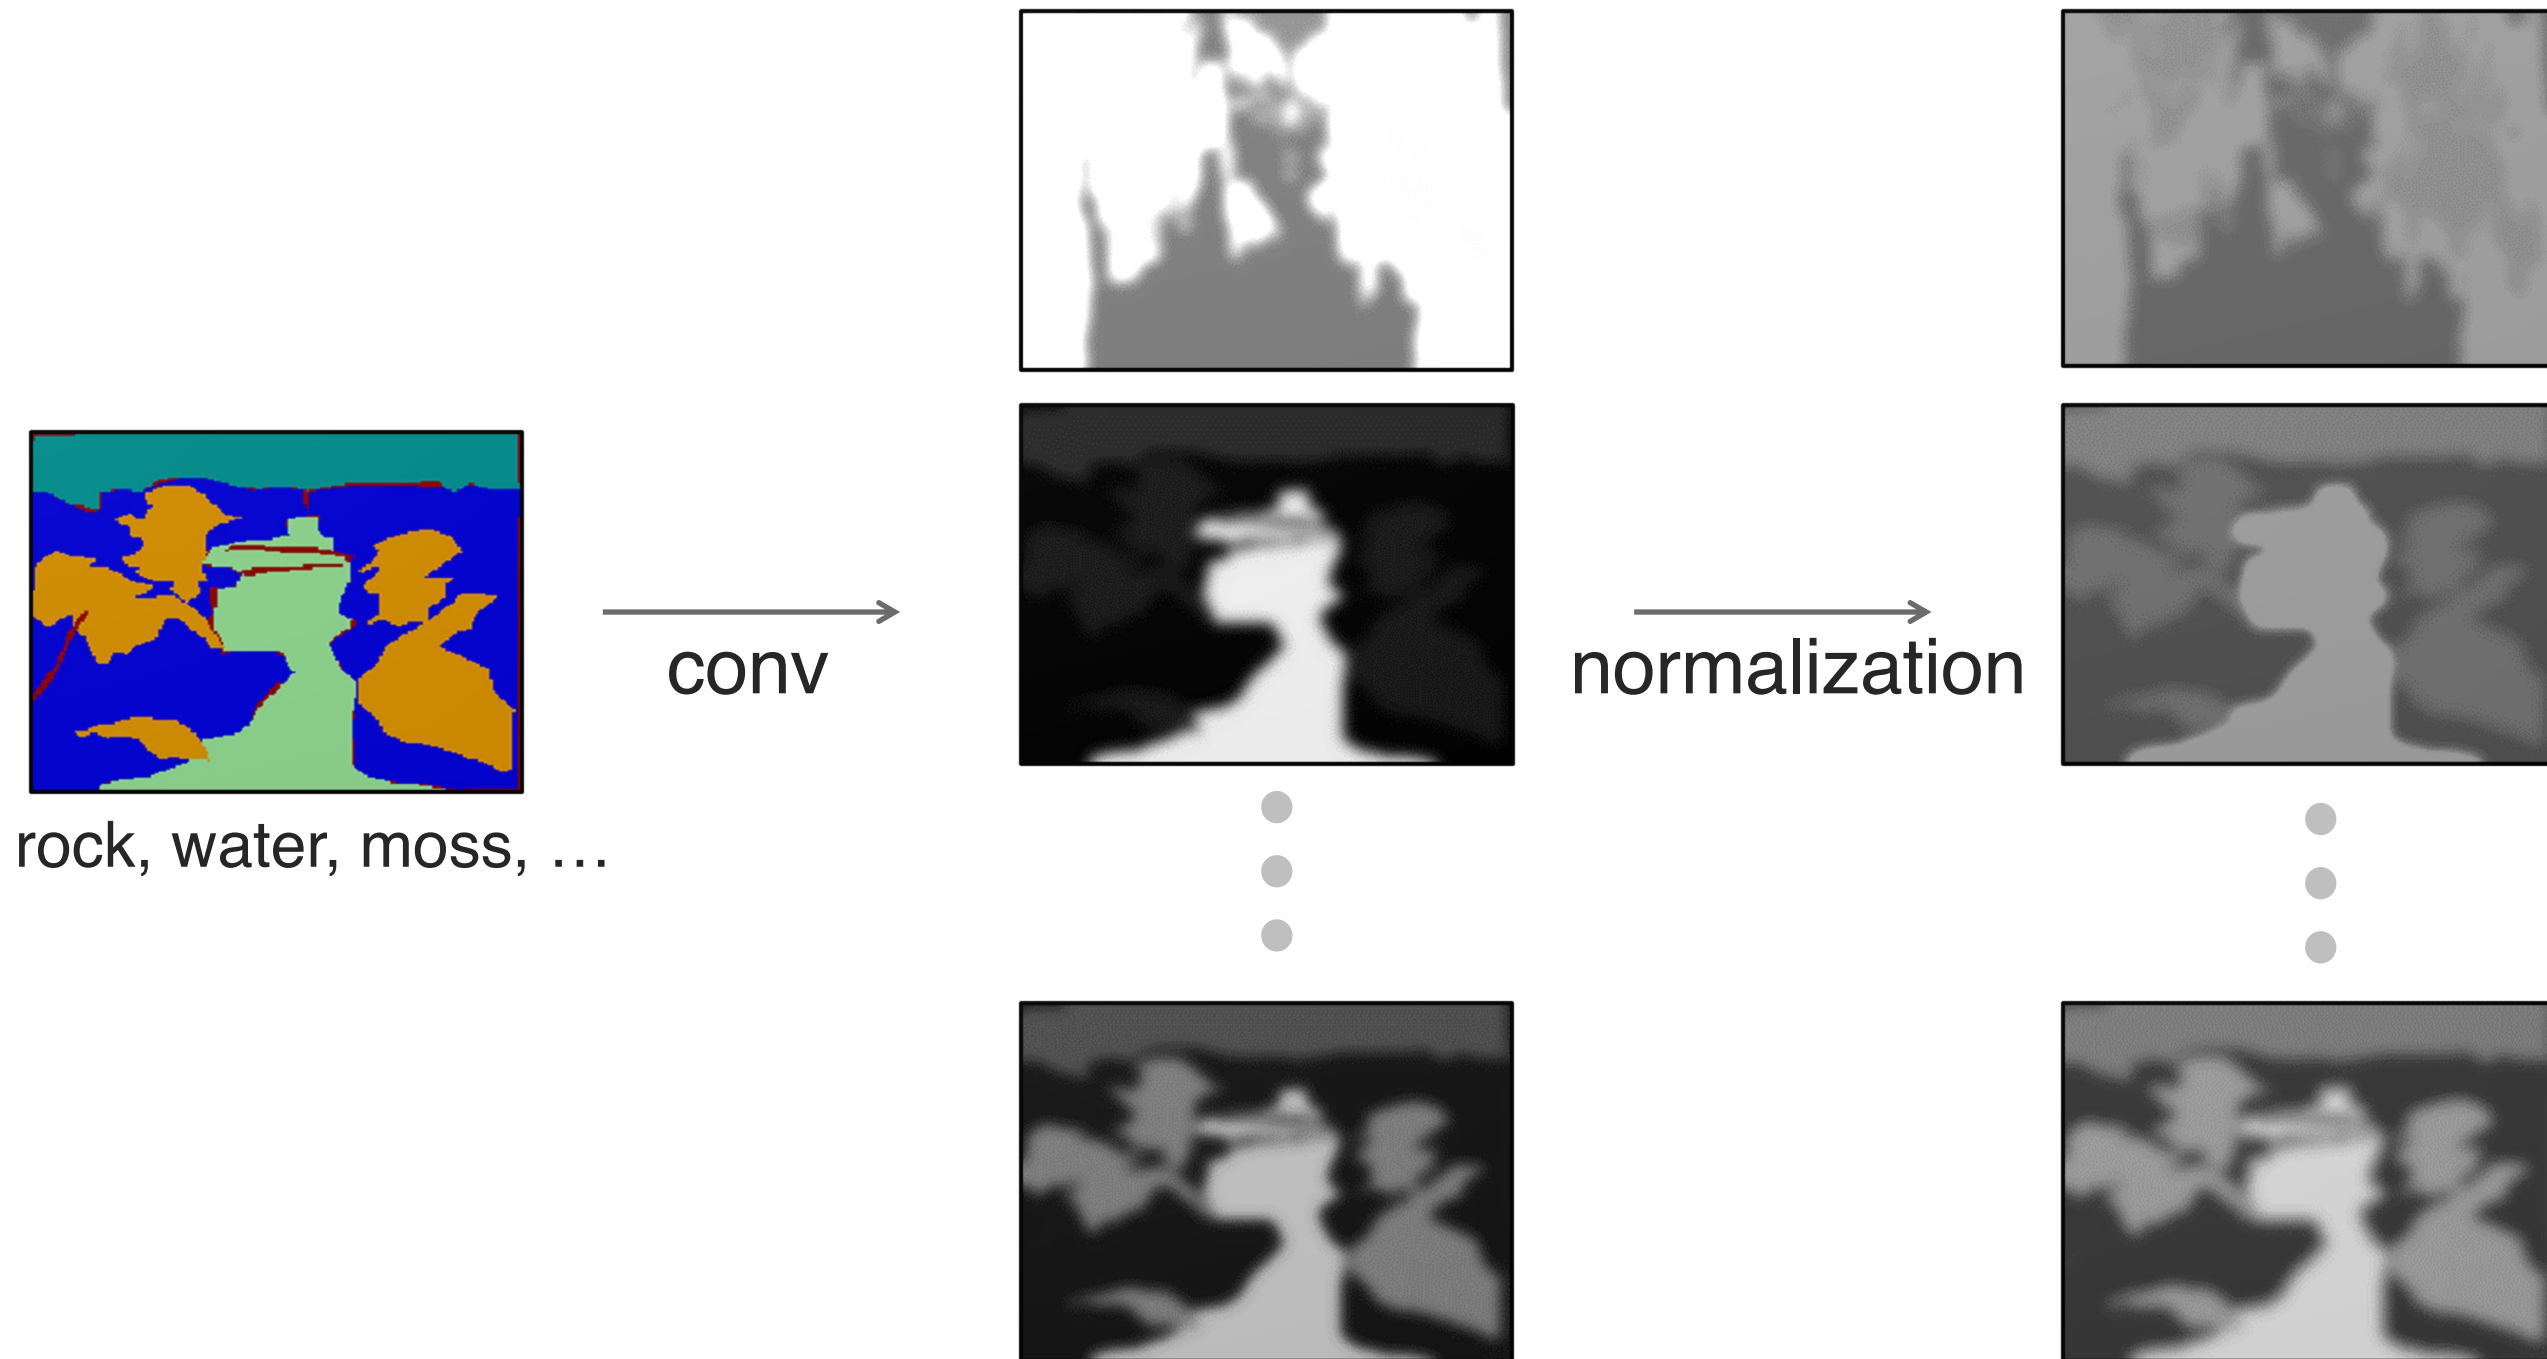 conv
normalization
rock, water, moss, …